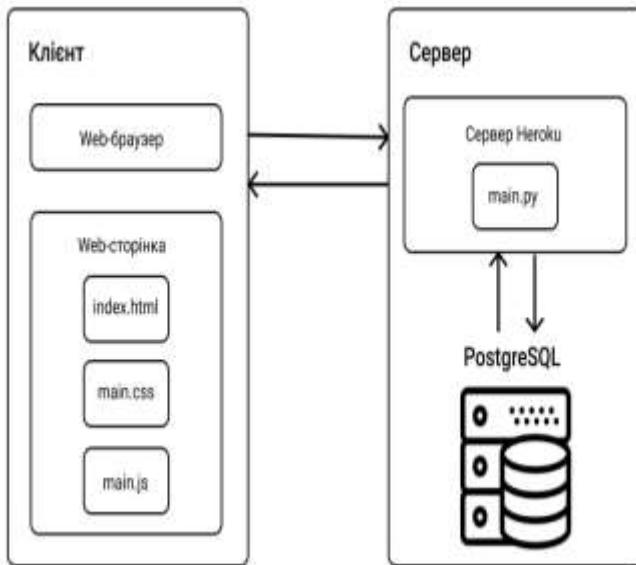 Клієнт
Web-браузер
Web-сторінка
index.html
main.css
main.js
Сервер
Сервер Heroku
main.py
PostgreSQL